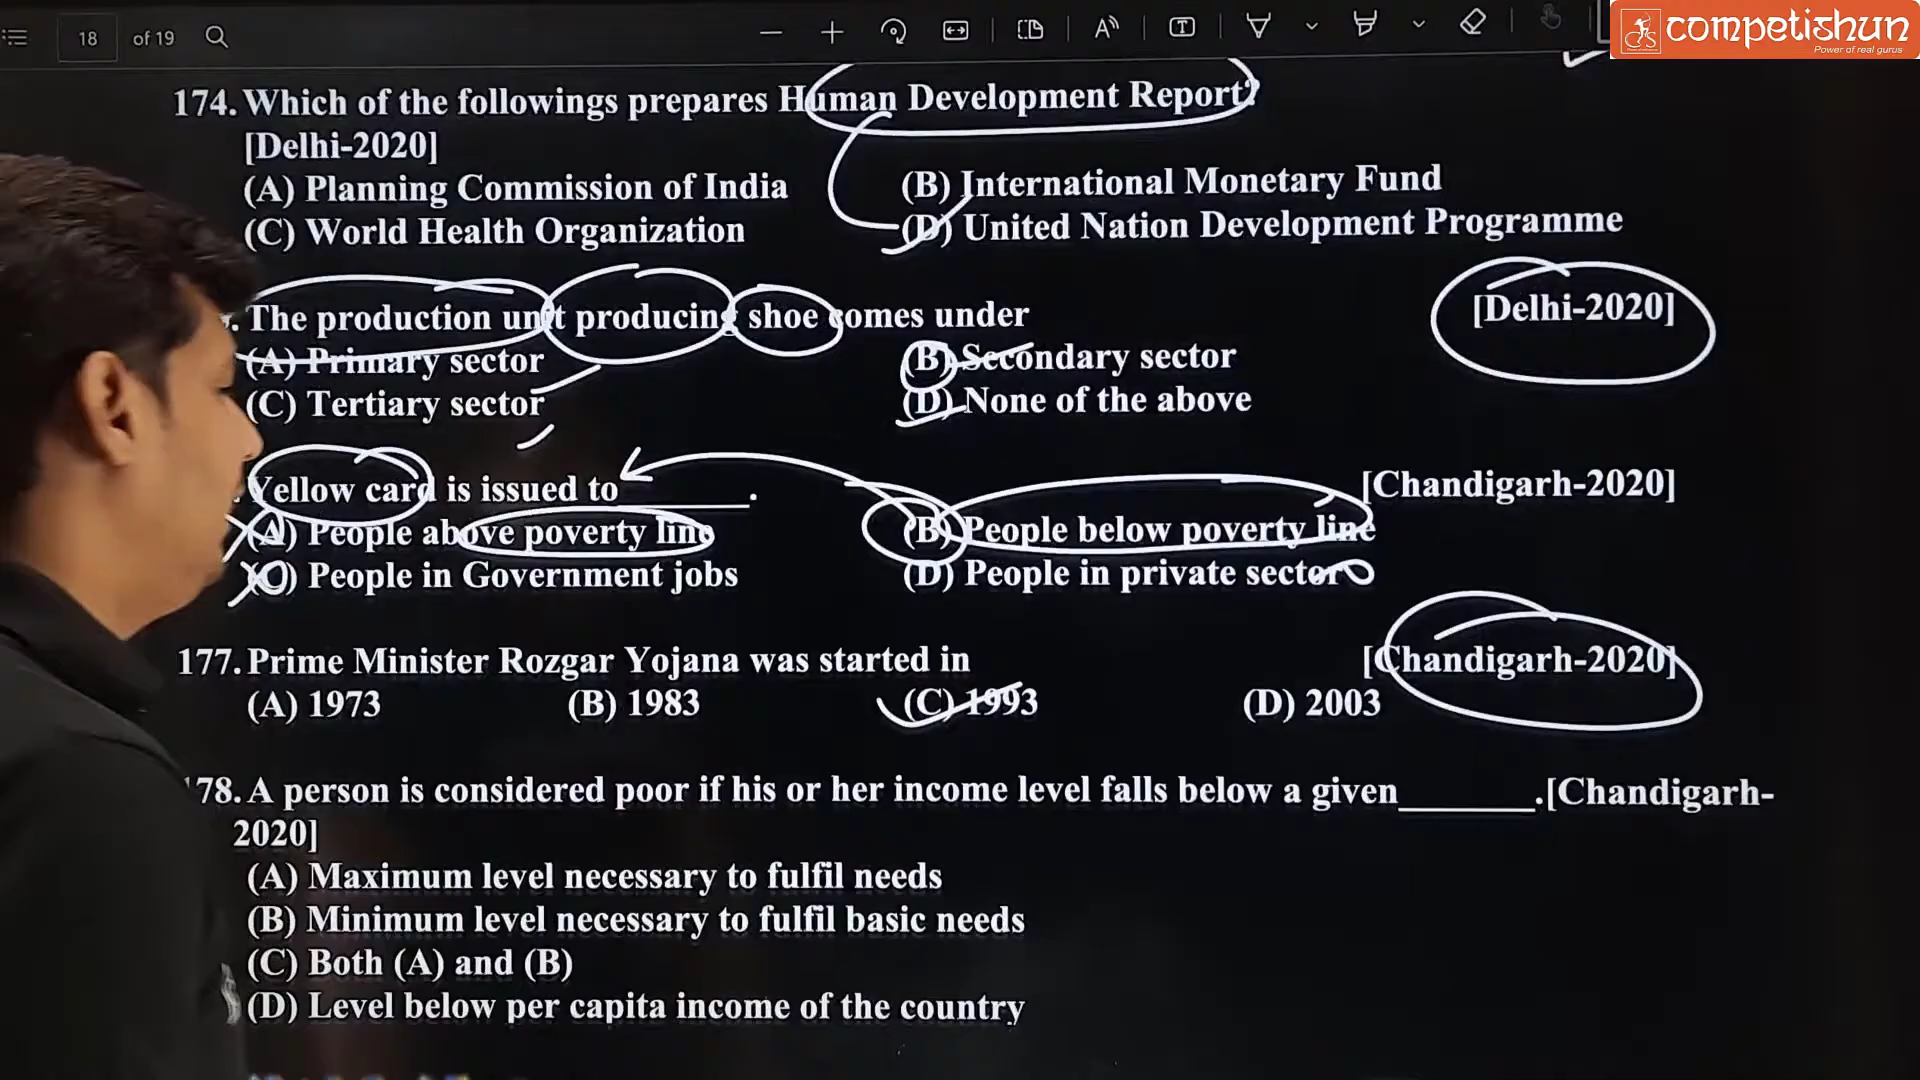 18 of 19
competishun
Power of real gurus
174. Which of the followings prepares Human Development Report?
[Delhi-2020]
(A) Planning Commission of India (B) International Monetary Fund
(C) World Health Organization (D) United Nation Development Programme
. The production unit producing shoe comes under [Delhi-2020]
(A) Primary sector (B) Secondary sector
(C) Tertiary sector (D) None of the above
. Yellow card is issued to ________. [Chandigarh-2020]
(A) People above poverty line (B) People below poverty line
(C) People in Government jobs (D) People in private sector
177. Prime Minister Rozgar Yojana was started in [Chandigarh-2020]
(A) 1973 (B) 1983 (C) 1993 (D) 2003
178. A person is considered poor if his or her income level falls below a given________.[Chandigarh-
2020]
(A) Maximum level necessary to fulfil needs
(B) Minimum level necessary to fulfil basic needs
(C) Both (A) and (B)
(D) Level below per capita income of the country